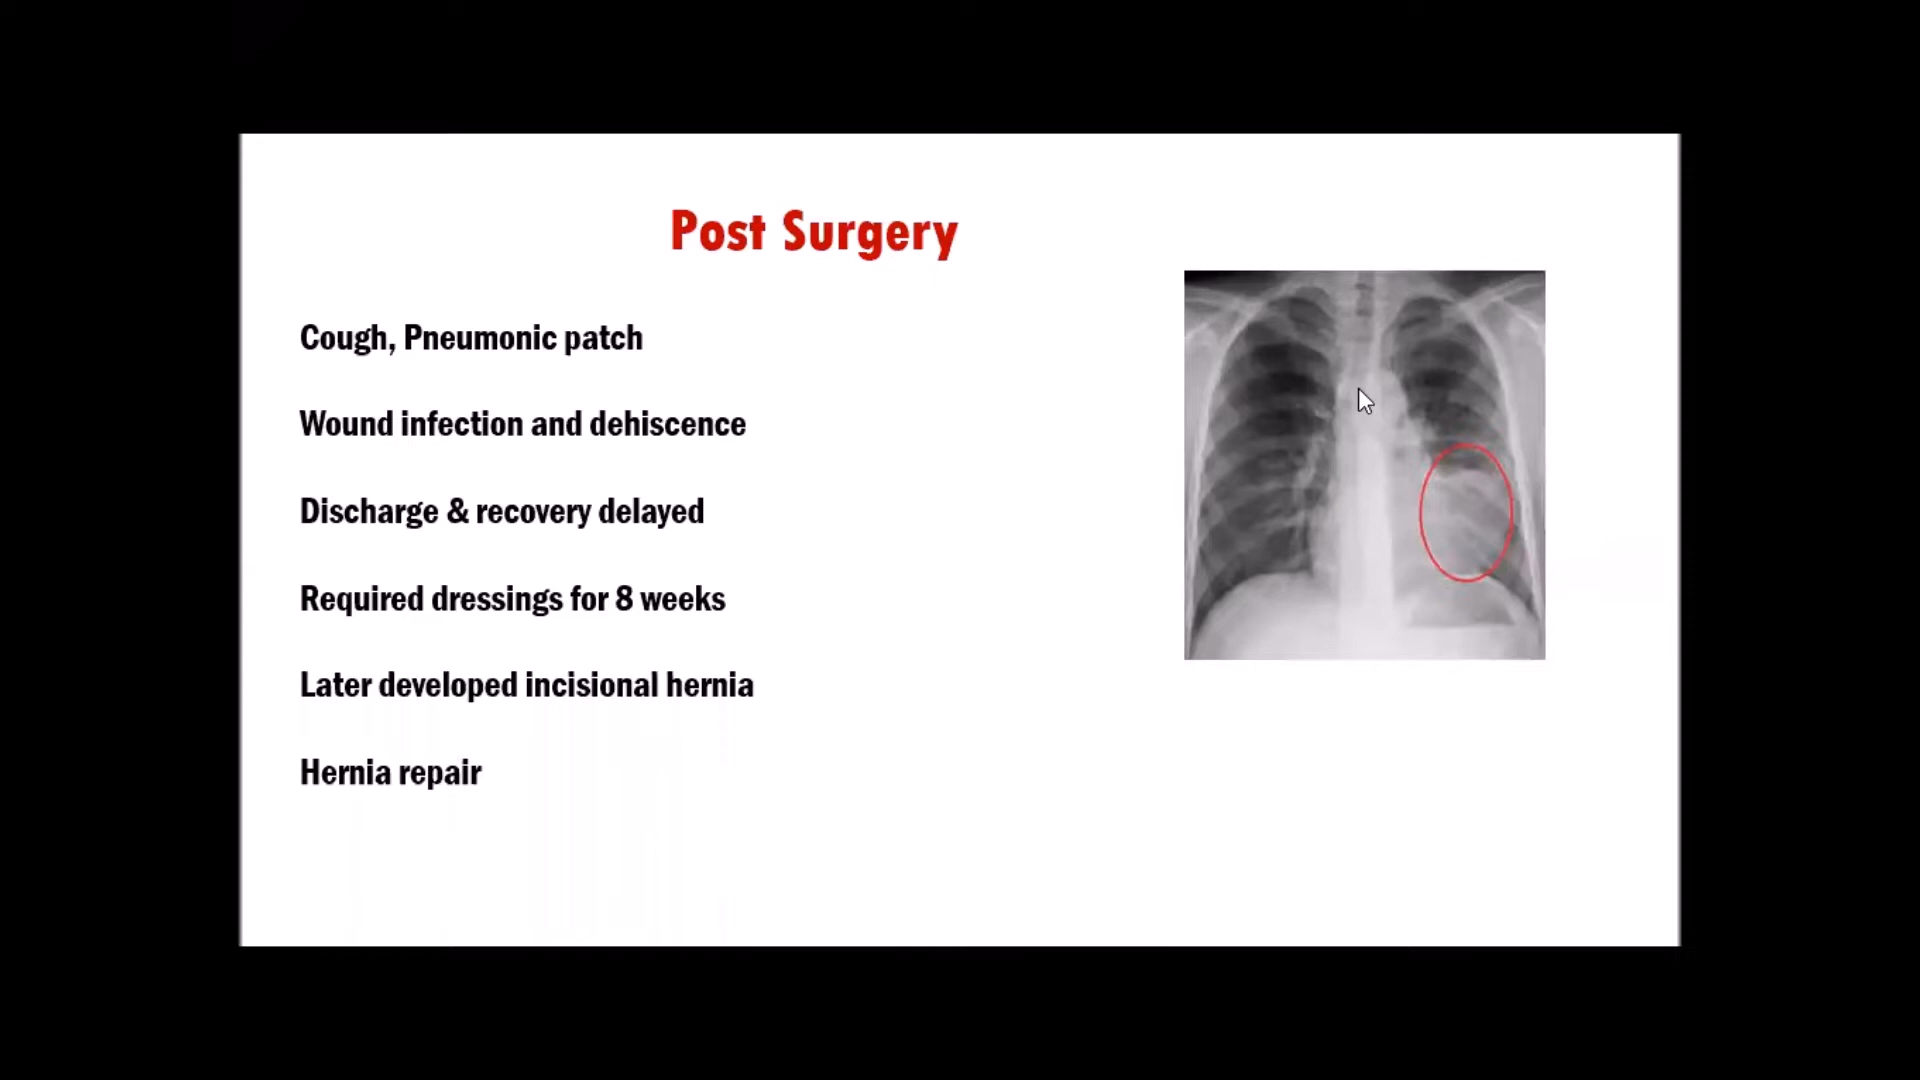 Post Surgery
Cough, Pneumonic patch
Wound infection and dehiscence
Discharge & recovery delayed
Required dressings for 8 weeks
Later developed incisional hernia
Hernia repair